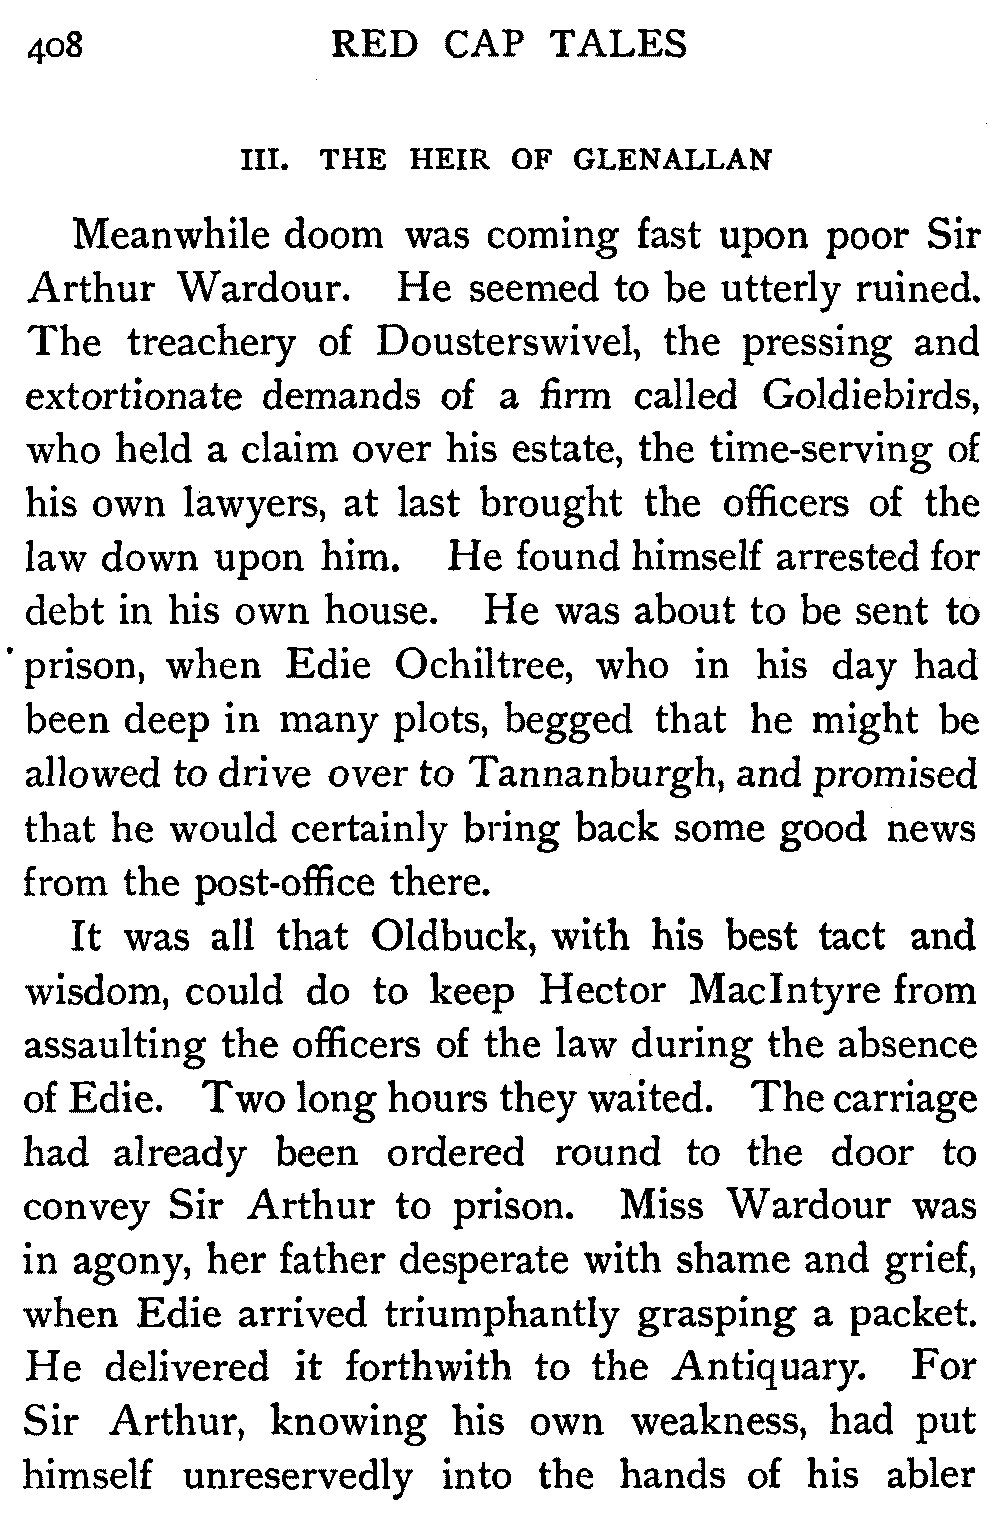 408 RED CAP TALES
III. THE HEIR OF GLENALLAN
Meanwhile doom was coming fast upon poor Sir
Arthur Wardour. He seemed to be utterly ruined.
The treachery of Dousterswivel, the pressing and
extortionate demands of a firm called Goldiebirds,
who held a claim over his estate, the time-serving of
his own lawyers, at last brought the officers of the
law down upon him. He found himself arrested for
debt in his own house. He was about to be sent to
prison, when Edie Ochiltree, who in his day had
been deep in many plots, begged that he might be
allowed to drive over to Tannanburgh, and promised
that he would certainly bring back some good news
from the post-office there.
It was all that Oldbuck, with his best tact and
wisdom, could do to keep Hector MacIntyre from
assaulting the officers of the law during the absence
of Edie. Two long hours they waited. The carriage
had already been ordered round to the door to
convey Sir Arthur to prison. Miss Wardour was
in agony, her father desperate with shame and grief,
when Edie arrived triumphantly grasping a packet.
He delivered it forthwith to the Antiquary. For
Sir Arthur, knowing his own weakness, had put
himself unreservedly into the hands of his abler